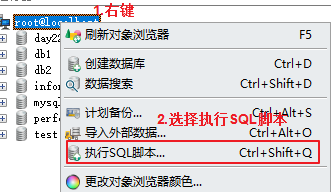 1.右键
root@localhost
刷新对象浏览器 F5
day22
db1
创建数据库 Ctrl+D
db2
数据搜索 Ctrl+Shift+D
infor
mysq
计划备份... Ctrl+Alt+S
2.选择执行SQL脚本
perf
导入外部数据... Ctrl+Alt+O
test
执行SQL脚本... Ctrl+Shift+Q
更改对象浏览器颜色...